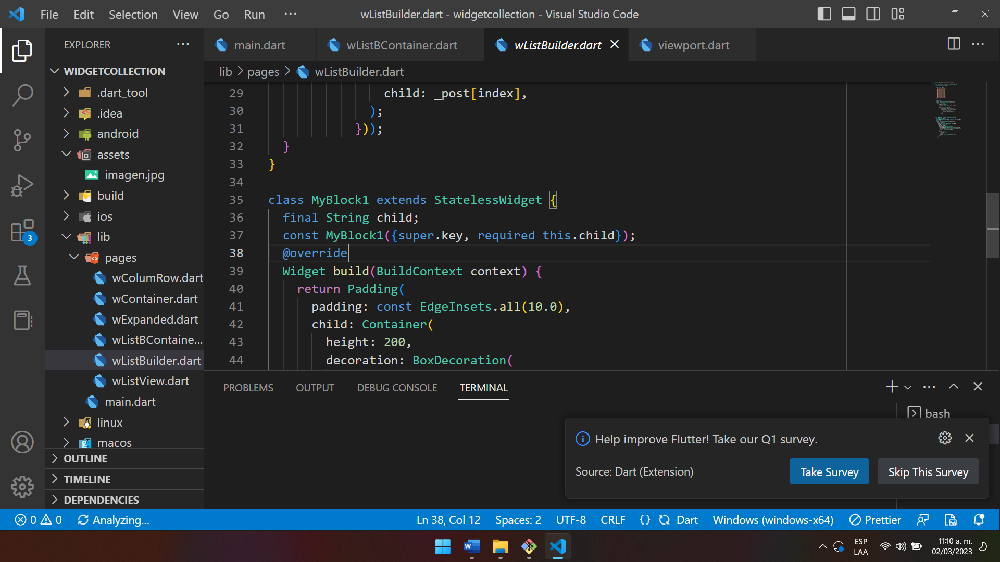 File Edit Selection View Go Run ··· wListBuilder.dart - widgetcollection - Visual Studio Code
EXPLORER ···
main.dart wListBContainer.dart wListBuilder.dart viewport.dart ···
lib > pages > wListBuilder.dart
WIDGETCOLLECTION
.dart_tool
.idea
android
assets
imagen.jpg
build
ios
lib
pages
wColumRow.dart
wContainer.dart
wExpanded.dart
wListBContaine...
wListBuilder.dart
wListView.dart
main.dart
linux
macos
OUTLINE
TIMELINE
DEPENDENCIES
3
29 child: _post[index],
30 );
31 }));
32 }
33 }
34
35 class MyBlock1 extends StatelessWidget {
36 final String child;
37 const MyBlock1({super.key, required this.child});
38 @override
39 Widget build(BuildContext context) {
40 return Padding(
41 padding: const EdgeInsets.all(10.0),
42 child: Container(
43 height: 200,
44 decoration: BoxDecoration(
PROBLEMS OUTPUT DEBUG CONSOLE TERMINAL ···
bash
Help improve Flutter! Take our Q1 survey.
Source: Dart (Extension) Take Survey Skip This Survey
0 0 Analyzing... Ln 38, Col 12 Spaces: 2 UTF-8 CRLF {} Dart Windows (windows-x64) Prettier
ESP
LAA
11:10 a. m.
02/03/2023